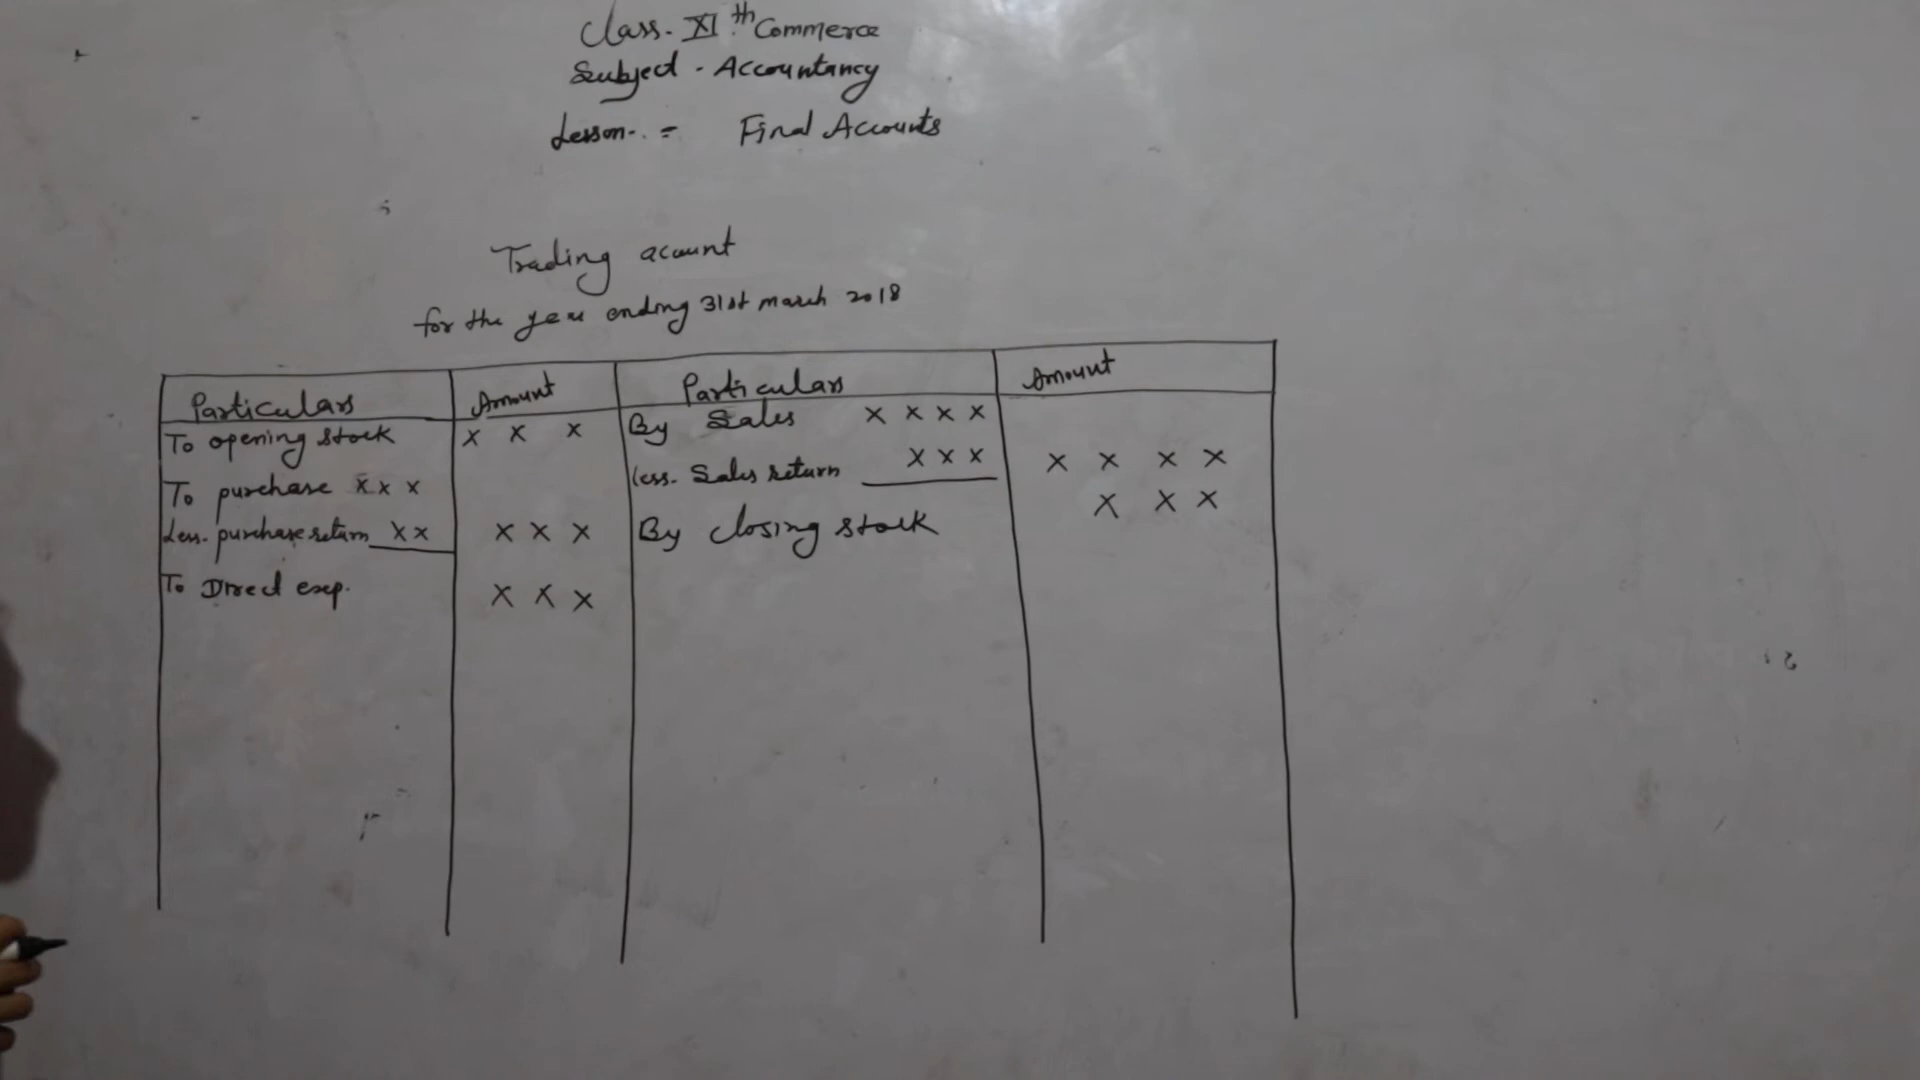 Class. XI.th Commerce
Subject - Accountancy
Lesson. = Final Accounts
Trading acount
for the year ending 31st march 2018
Particulars Amount Particulars Amount
To opening stock X X X By Sales X X X X
To purchase X X X less. Sales return X X X X X X X
Less. purchase return X X X X X By closing stock X X X
To Direct exp. X X X